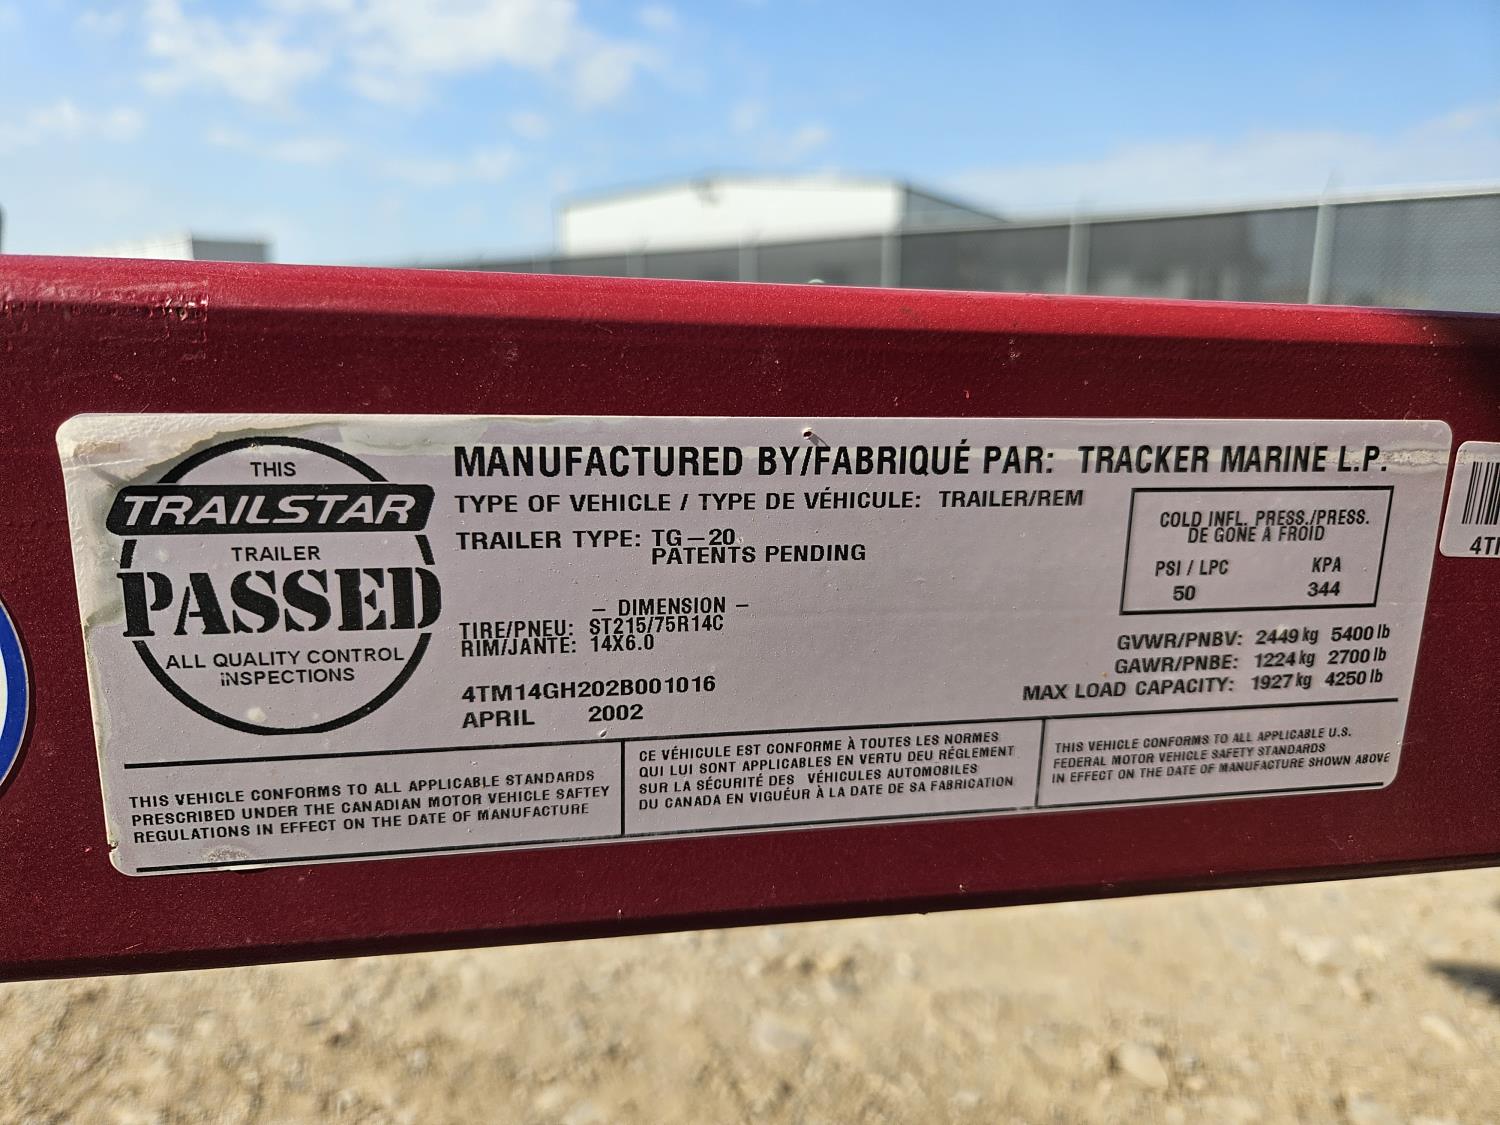 THIS
TRAILSTAR
TRAILER
PASSED
ALL QUALITY CONTROL
INSPECTIONS
MANUFACTURED BY/FABRIQUÉ PAR: TRACKER MARINE L.P.
TYPE OF VEHICLE / TYPE DE VÉHICULE: TRAILER/REM
TRAILER TYPE: TG-20
PATENTS PENDING
– DIMENSION –
TIRE/PNEU: ST215/75R14C
RIM/JANTE: 14X6.0
4TM14GH202B001016
APRIL 2002
COLD INFL. PRESS./PRESS.
DE GONE A FROID
PSI / LPC KPA
50 344
GVWR/PNBV: 2449 kg 5400 lb
GAWR/PNBE: 1224 kg 2700 lb
MAX LOAD CAPACITY: 1927 kg 4250 lb
THIS VEHICLE CONFORMS TO ALL APPLICABLE STANDARDS
PRESCRIBED UNDER THE CANADIAN MOTOR VEHICLE SAFTEY
REGULATIONS IN EFFECT ON THE DATE OF MANUFACTURE
CE VÉHICULE EST CONFORME À TOUTES LES NORMES
QUI LUI SONT APPLICABLES EN VERTU DEU RÉGLEMENT
SUR LA SÉCURITÉ DES VÉHICULES AUTOMOBILES
DU CANADA EN VIGUÉUR À LA DATE DE SA FABRICATION
THIS VEHICLE CONFORMS TO ALL APPLICABLE U.S.
FEDERAL MOTOR VEHICLE SAFETY STANDARDS
IN EFFECT ON THE DATE OF MANUFACTURE SHOWN ABOVE